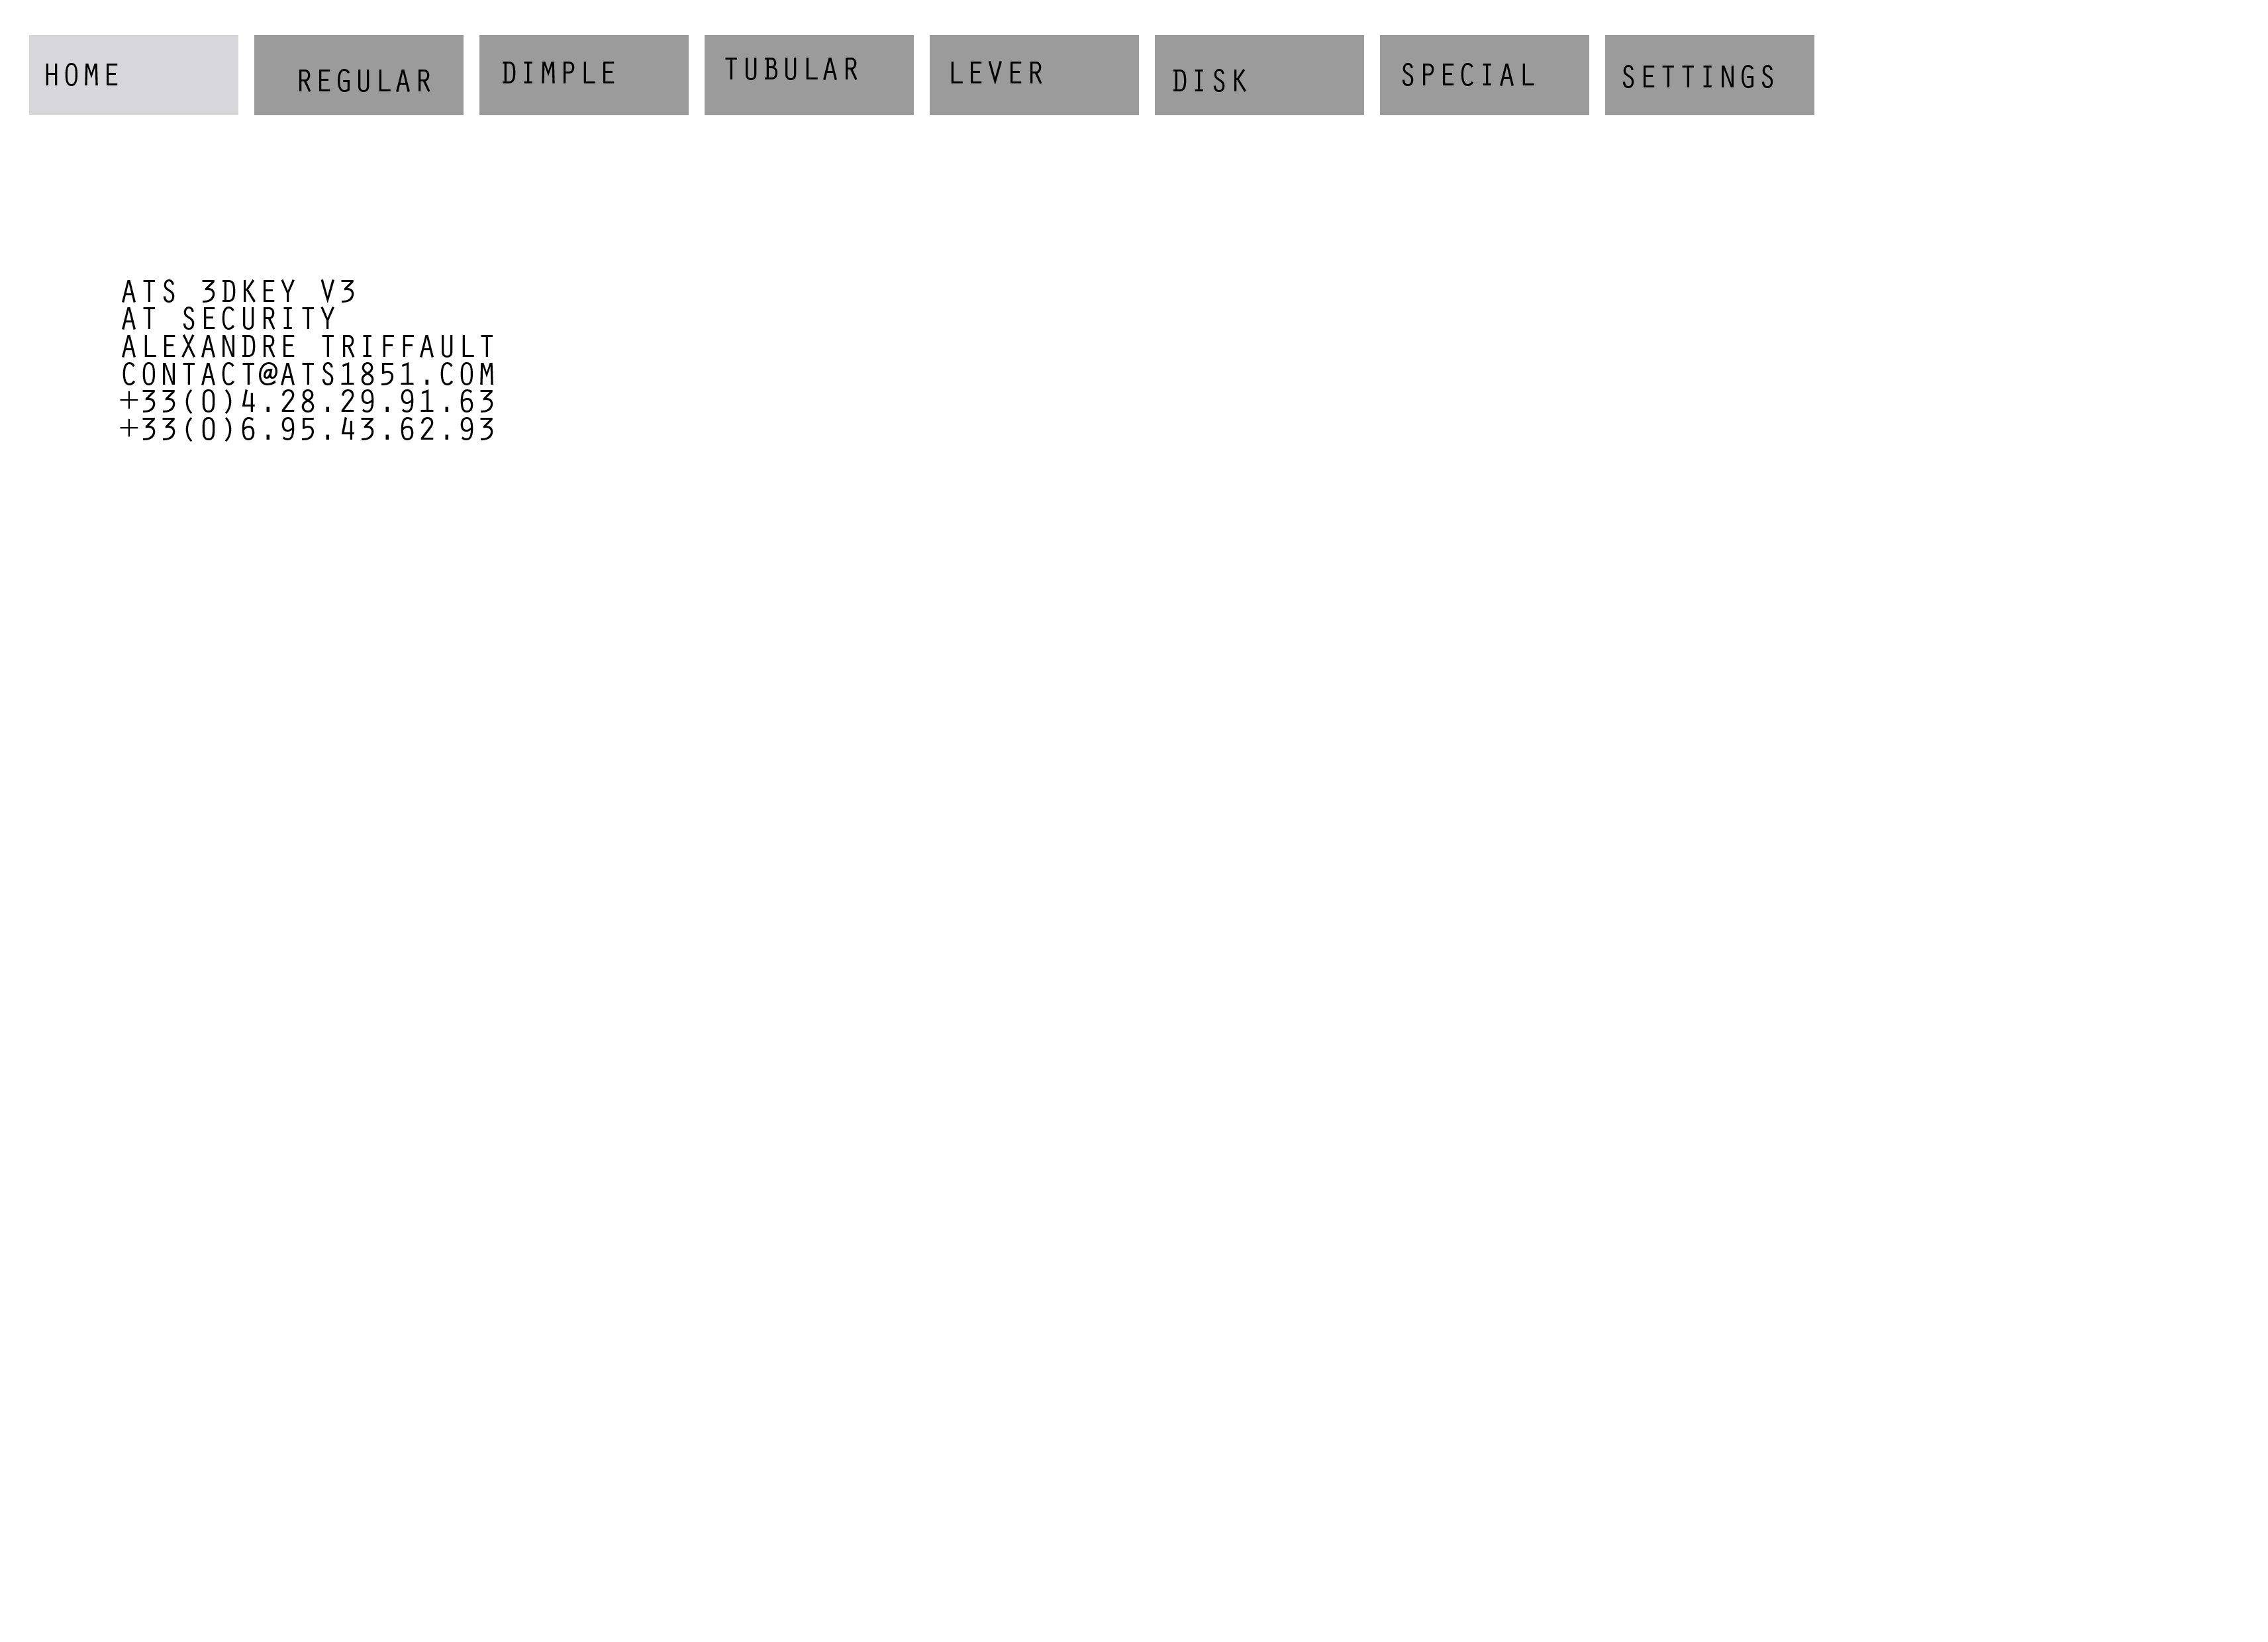 HOME
REGULAR
DIMPLE
TUBULAR
LEVER
DISK
SPECIAL
SETTINGS
ATS 3DKEY V3
AT SECURITY
ALEXANDRE TRIFFAULT
CONTACT@ATS1851.COM
+33(0)4.28.29.91.63
+33(0)6.95.43.62.93